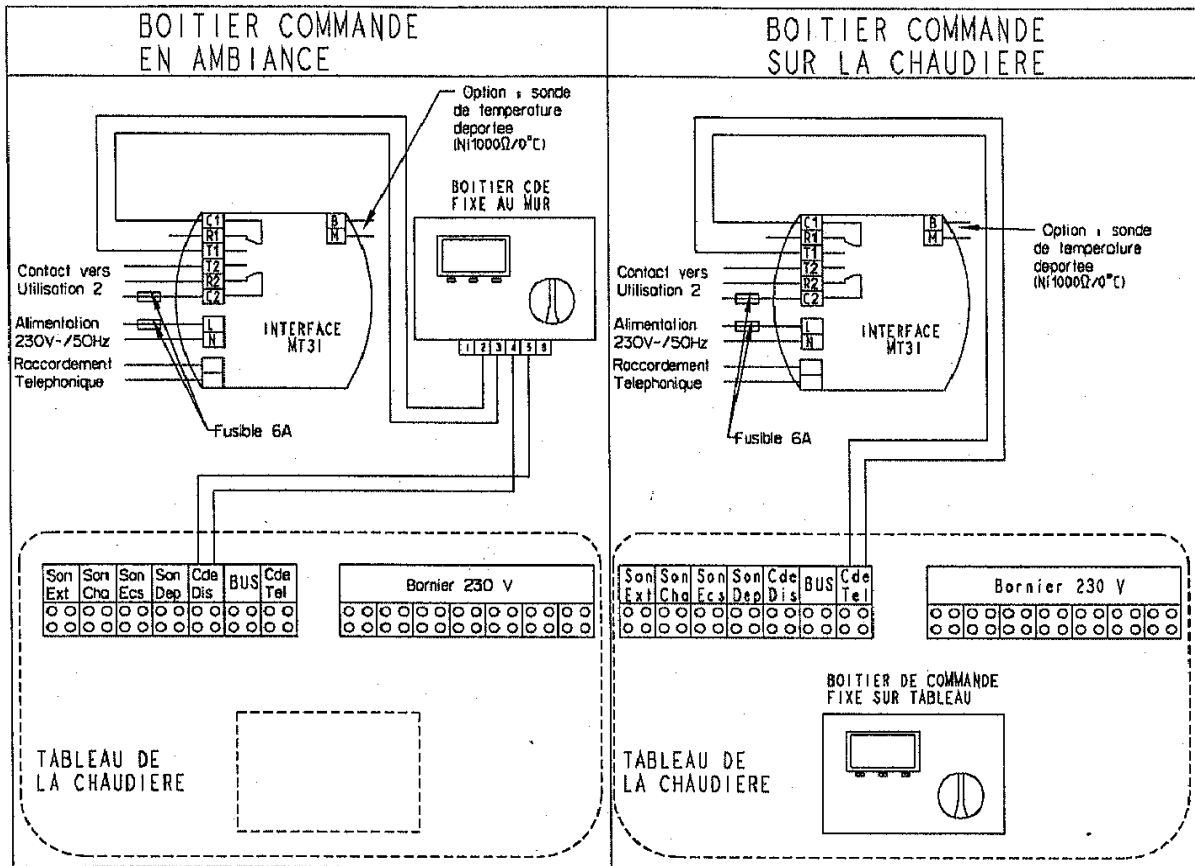 BOITIER COMMANDE
EN AMBIANCE
Option : sonde
de temperature
deportee
(Ni1000Ω/0°C)
BOITIER CDE
FIXE AU MUR
C1
R1
T1
T2
R2
C2
L
N
B
M
Contact vers
Utilisation 2
Alimentation
230V~/50Hz
Raccordement
Telephonique
INTERFACE
MT31
1 2 3 4 5 6
Fusible 6A
Son Ext
Son Cha
Son Ecs
Son Dep
Cde Dis
BUS
Cde Tel
Bornier 230 V
TABLEAU DE
LA CHAUDIERE
BOITIER COMMANDE
SUR LA CHAUDIERE
C1
R1
T1
T2
R2
C2
L
N
B
M
Option : sonde
de temperature
deportee
(Ni1000Ω/0°C)
Contact vers
Utilisation 2
Alimentation
230V~/50Hz
Raccordement
Telephonique
INTERFACE
MT31
Fusible 6A
Son Ext
Son Cha
Son Ecs
Son Dep
Cde Dis
BUS
Cde Tel
Bornier 230 V
BOITIER DE COMMANDE
FIXE SUR TABLEAU
TABLEAU DE
LA CHAUDIERE